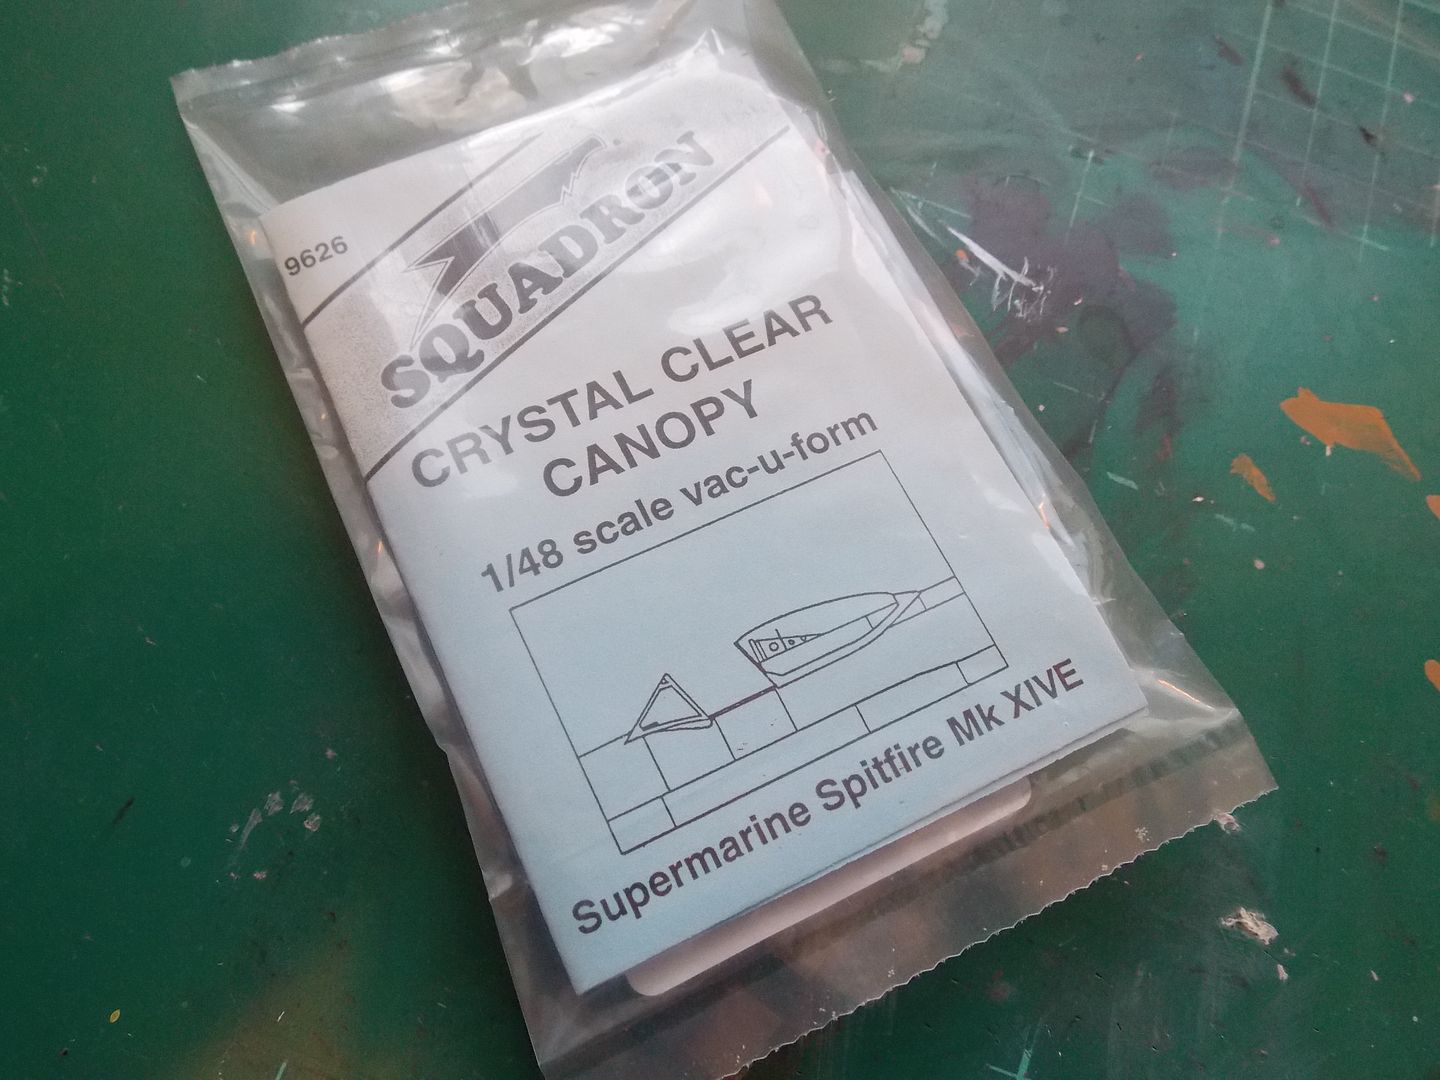 9626
SQUADRON
CRYSTAL CLEAR
CANOPY
1/48 scale vac-u-form
Supermarine Spitfire Mk XIVE